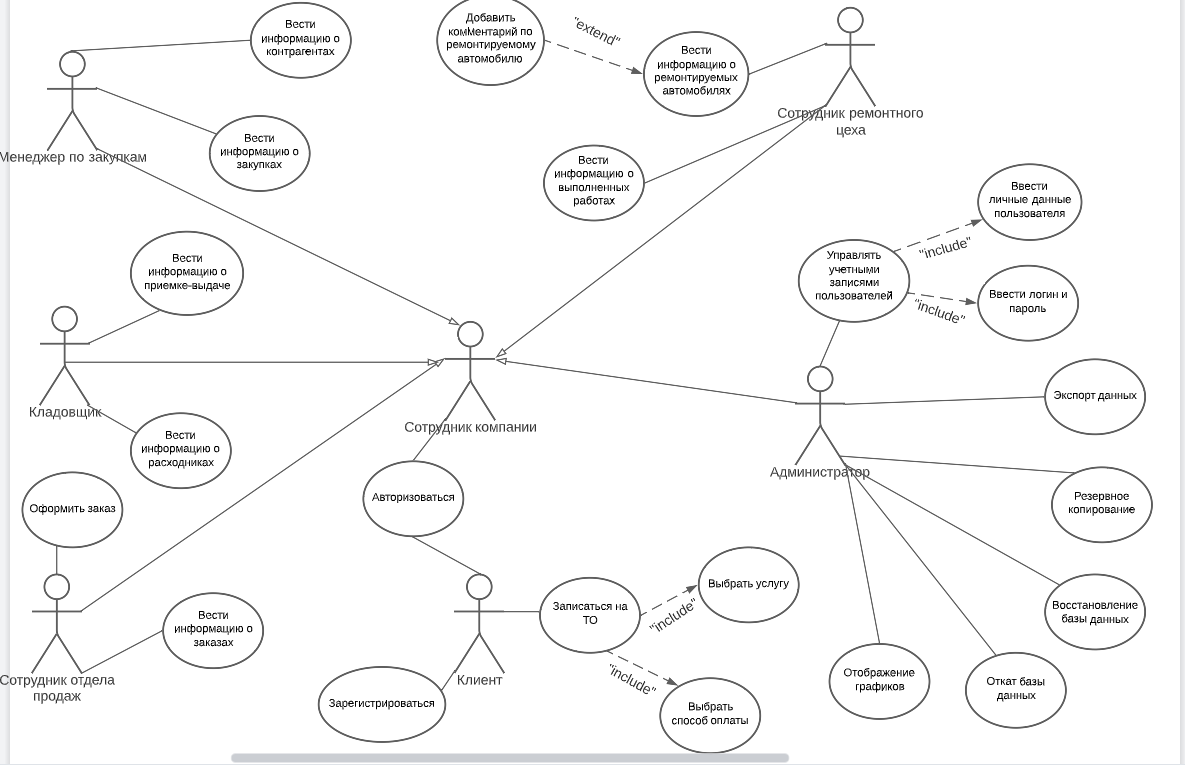 Вести
информацию о
контрагентах
Добавить
комментарий по
ремонтируемому
автомобилю
"extend"
Вести
информацию о
ремонтируемых
автомобилях
Сотрудник ремонтного
цеха
Менеджер по закупкам
Вести
информацию о
закупках
Вести
информацию о
выполненных
работах
Ввести
личные данные
пользователя
"include"
Управлять
учетными
записями
пользователей
"include"
Ввести логин и
пароль
Вести
информацию о
приемке-выдаче
Кладовщик
Сотрудник компании
Экспорт данных
Администратор
Вести
информацию о
расходниках
Резервное
копирование
Оформить заказ
Авторизоваться
Выбрать услугу
"include"
Записаться на
ТО
Восстановление
базы данных
Вести
информацию о
заказах
Сотрудник отдела
продаж
Клиент
"include"
Зарегистрироваться
Выбрать
способ оплаты
Отображение
графиков
Откат базы
данных